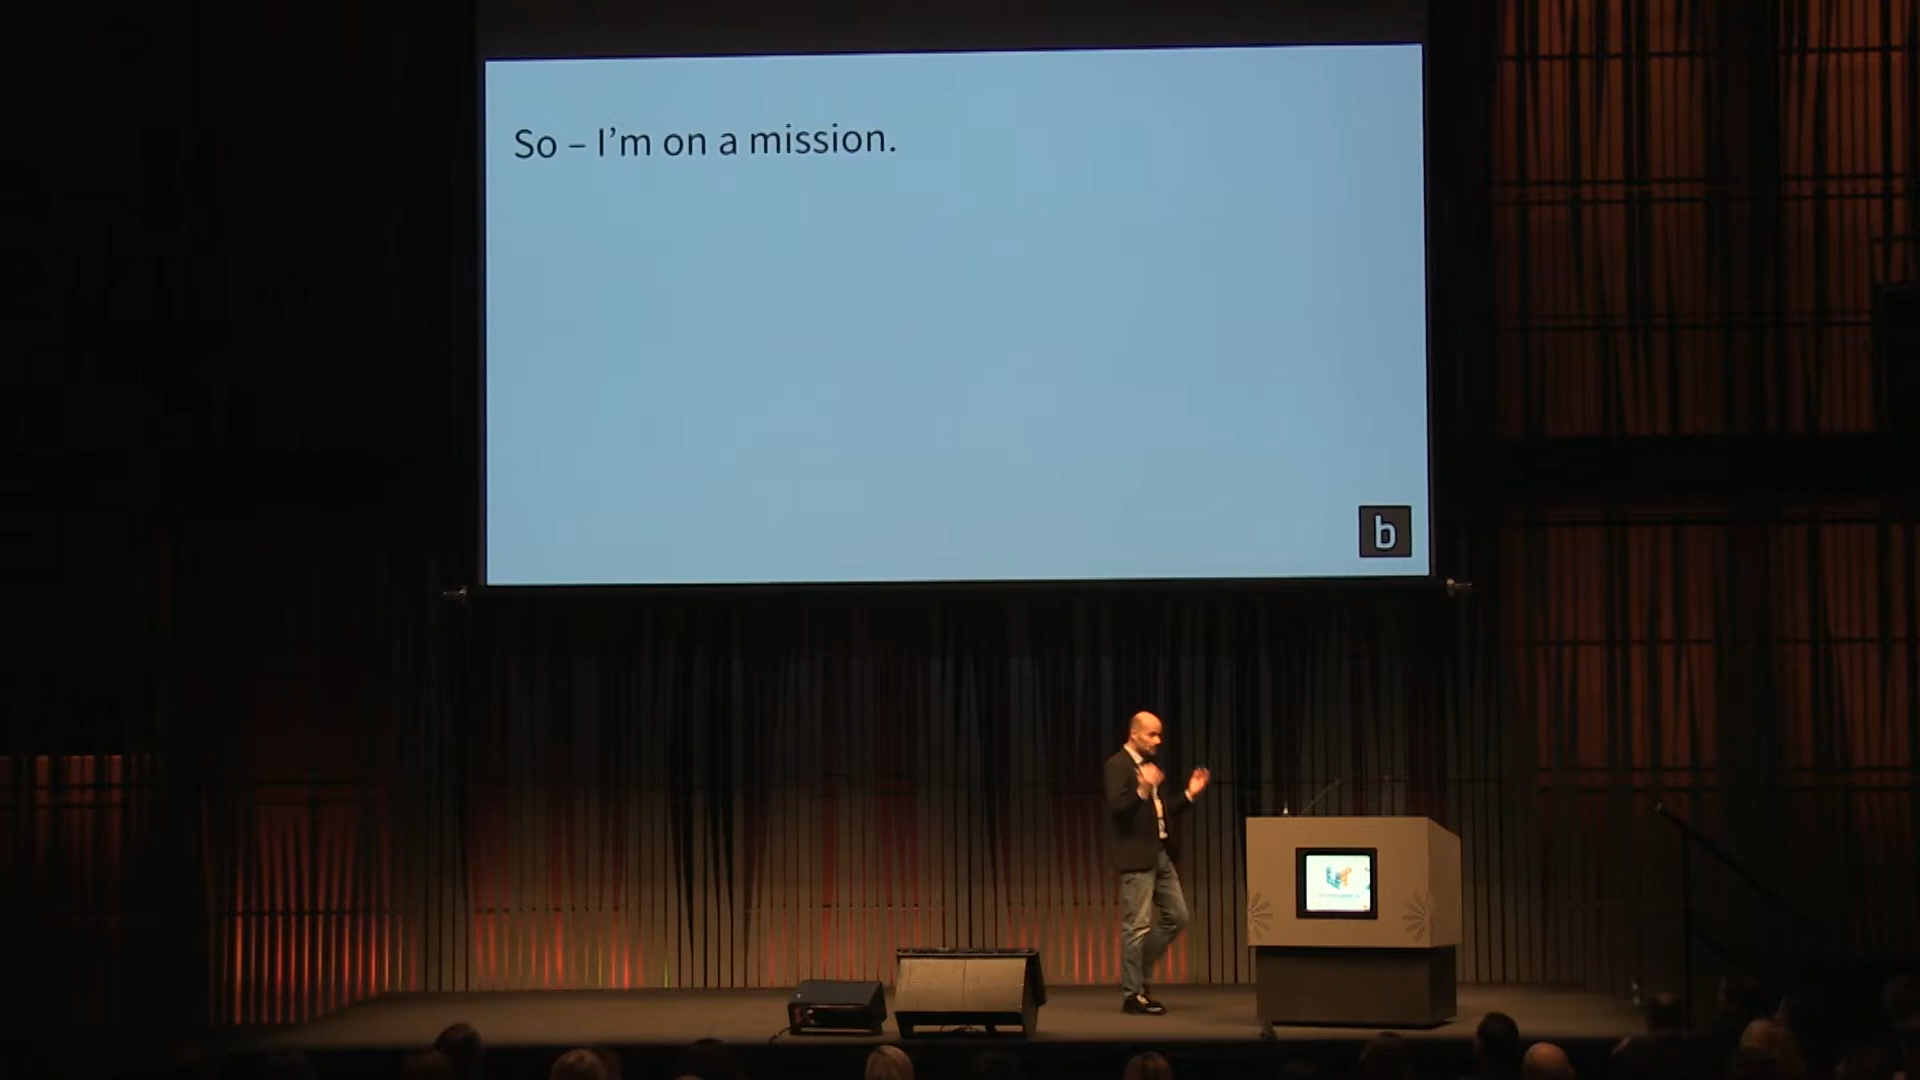 So – I’m on a mission.
b